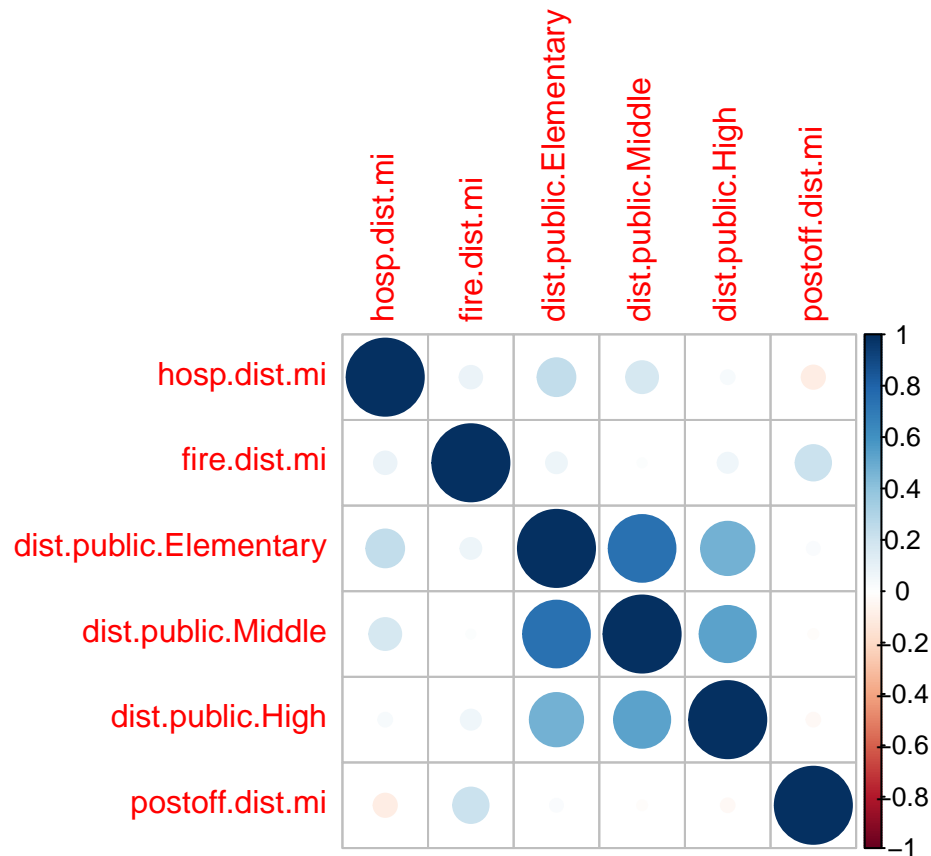 hosp.dist.mi
fire.dist.mi
dist.public.Elementary
dist.public.Middle
dist.public.High
postoff.dist.mi
hosp.dist.mi
fire.dist.mi
dist.public.Elementary
dist.public.Middle
dist.public.High
postoff.dist.mi
1
0.8
0.6
0.4
0.2
0
−0.2
−0.4
−0.6
−0.8
−1